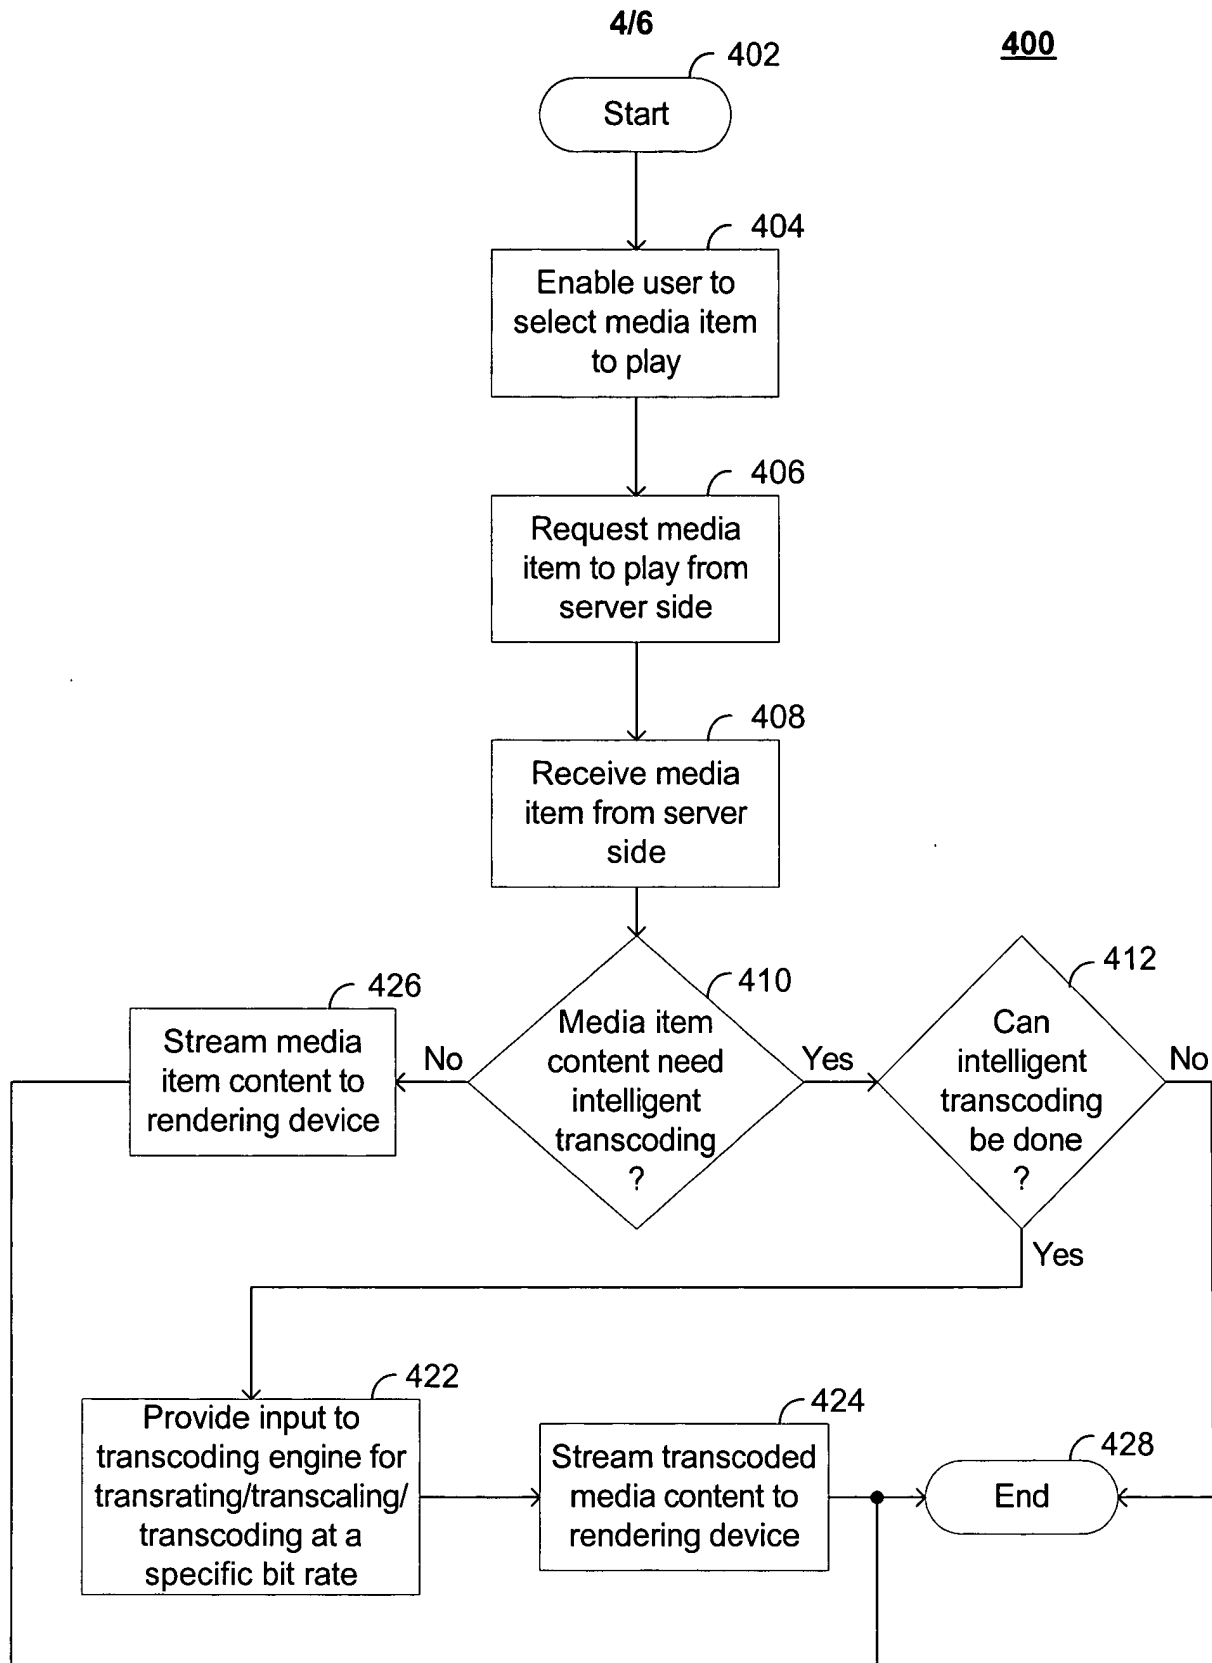 4/6
400
402
Start
404
Enable user to
select media item
to play
406
Request media
item to play from
server side
408
Receive media
item from server
side
410
Media item
content need
intelligent
transcoding
?
No
Yes
426
Stream media
item content to
rendering device
412
Can
intelligent
transcoding
be done
?
No
Yes
422
Provide input to
transcoding engine for
transrating/transcaling/
transcoding at a
specific bit rate
424
Stream transcoded
media content to
rendering device
428
End